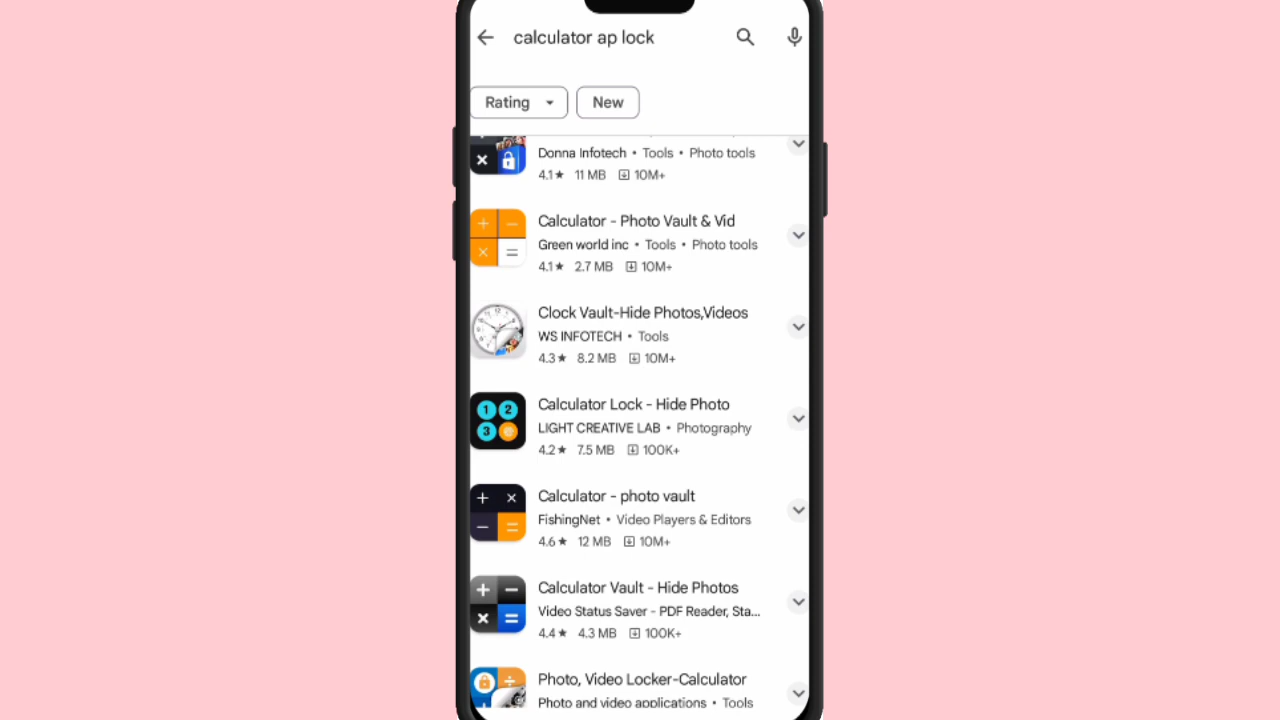 calculator ap lock
Rating
New
Donna Infotech • Tools • Photo tools
4.1★ 11 MB 10M+
Calculator - Photo Vault & Vid
Green world inc • Tools • Photo tools
4.1★ 2.7 MB 10M+
Clock Vault-Hide Photos,Videos
WS INFOTECH • Tools
4.3★ 8.2 MB 10M+
1 2
3
Calculator Lock - Hide Photo
LIGHT CREATIVE LAB • Photography
4.2★ 7.5 MB 100K+
Calculator - photo vault
FishingNet • Video Players & Editors
4.6★ 12 MB 10M+
Calculator Vault - Hide Photos
Video Status Saver - PDF Reader, Sta...
4.4★ 4.3 MB 100K+
Photo, Video Locker-Calculator
Photo and video applications • Tools